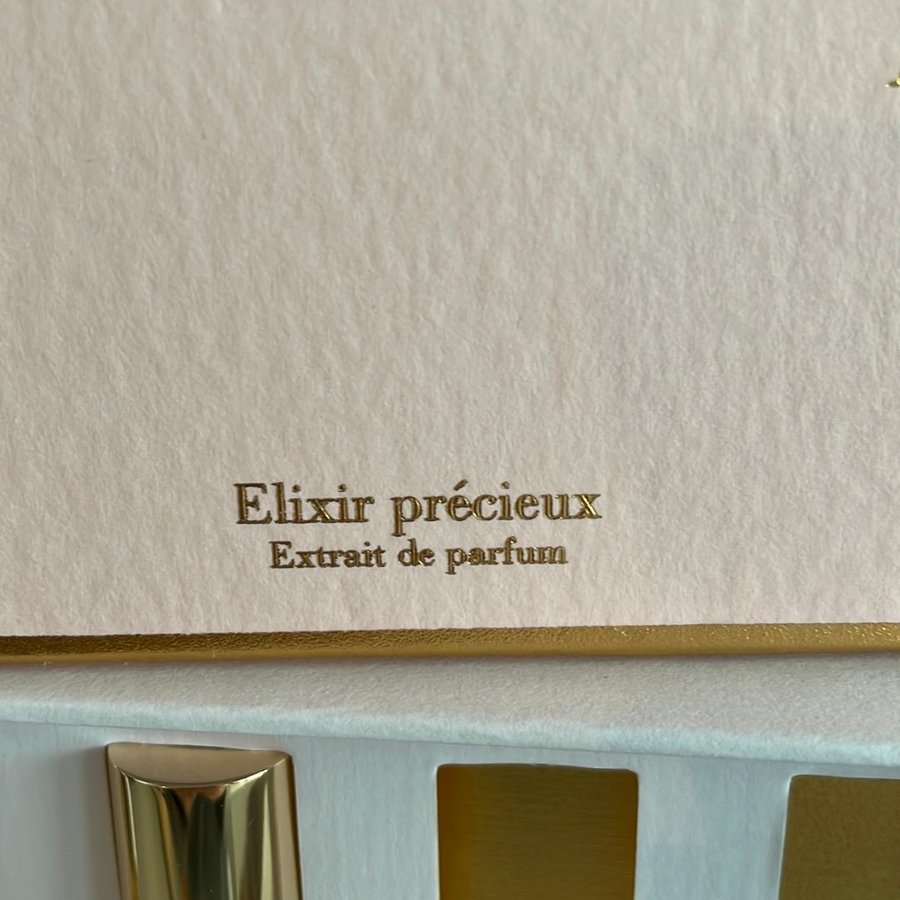 Elixir précieux
Extrait de parfum